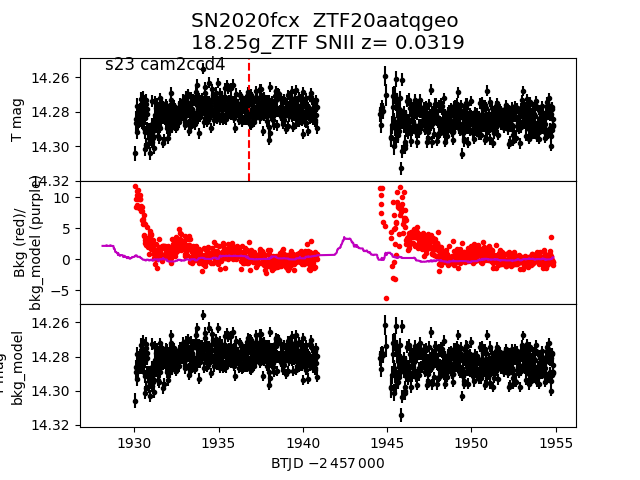 SN2020fcx  ZTF20aatqgeo
18.25g_ZTF SNII z= 0.0319
s23 cam2ccd4
T mag
14.26
14.28
14.30
14.32
Bkg (red)/
bkg_model (purple)
10
5
0
−5
mag
bkg_model
14.26
14.28
14.30
14.32
1930
1935
1940
1945
1950
1955
BTJD −2 457 000